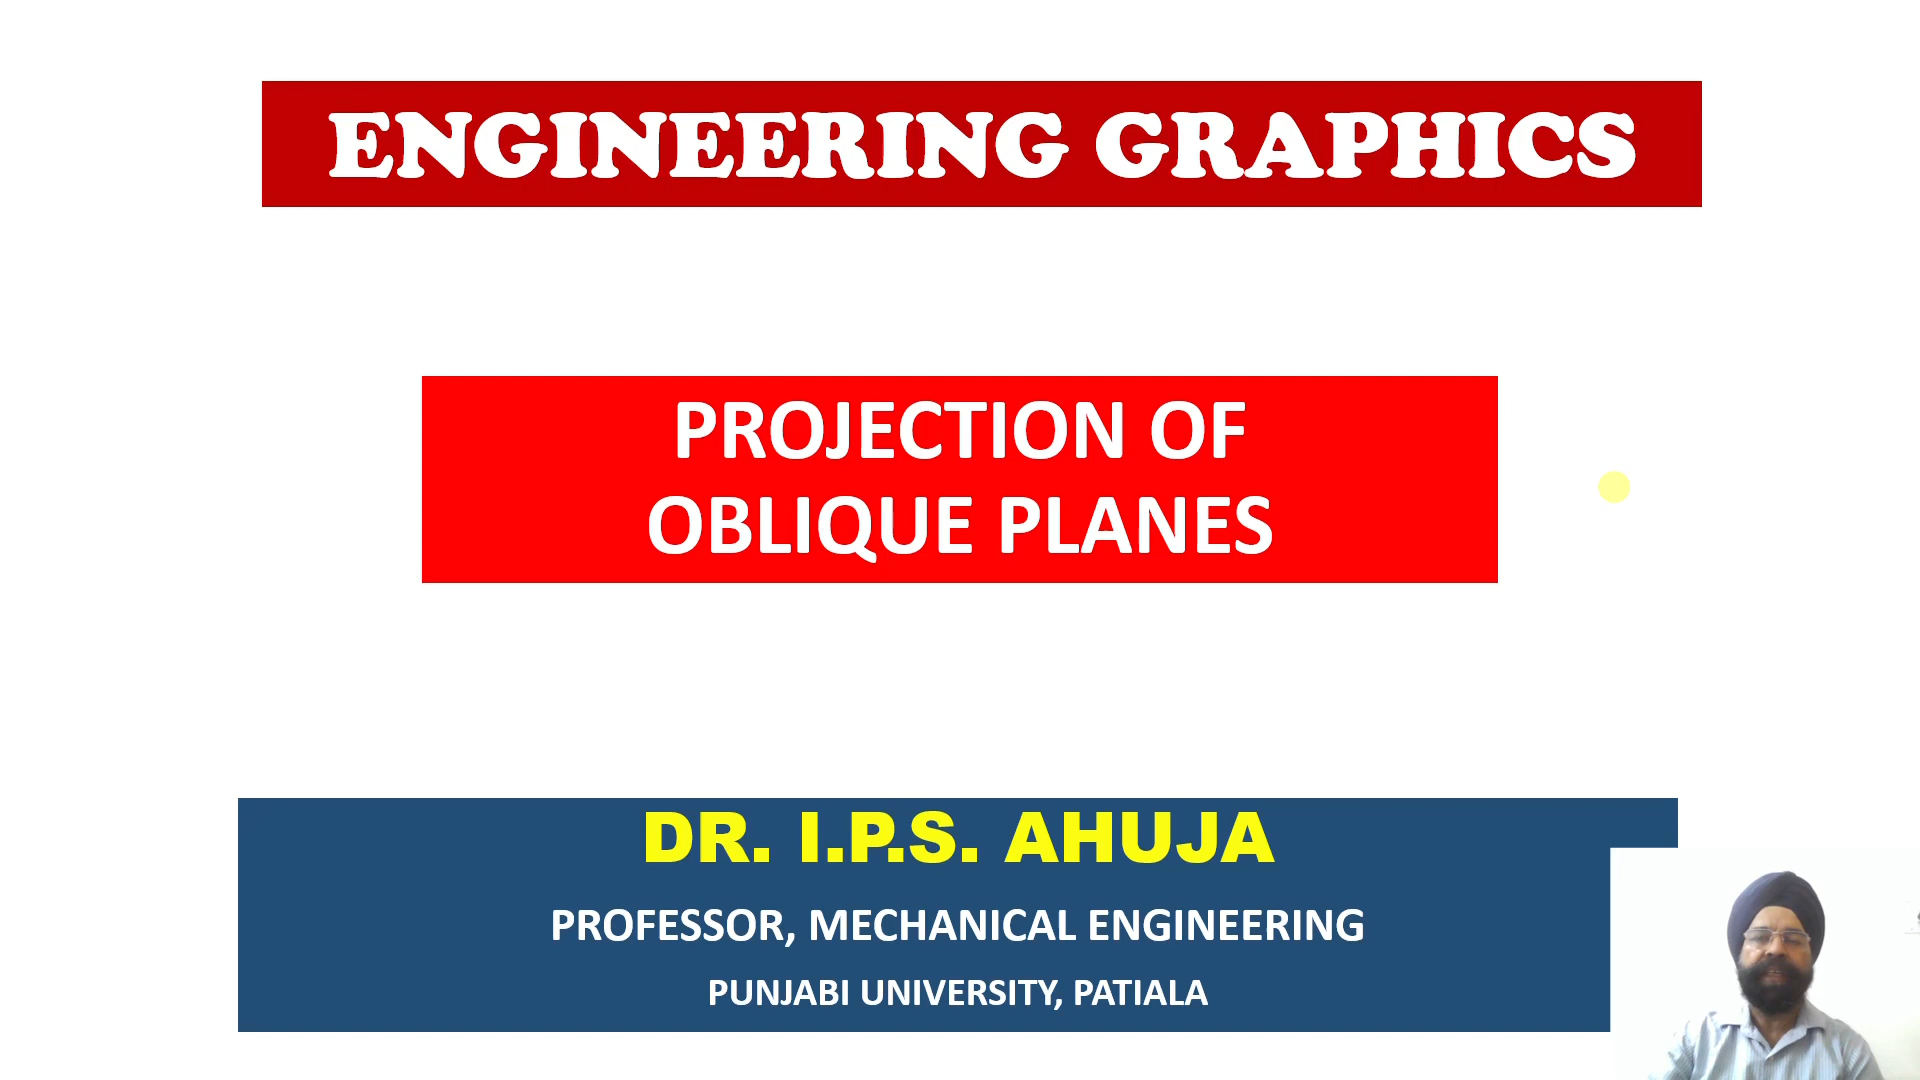 ENGINEERING GRAPHICS
PROJECTION OF
OBLIQUE PLANES
DR. I.P.S. AHUJA
PROFESSOR, MECHANICAL ENGINEERING
PUNJABI UNIVERSITY, PATIALA